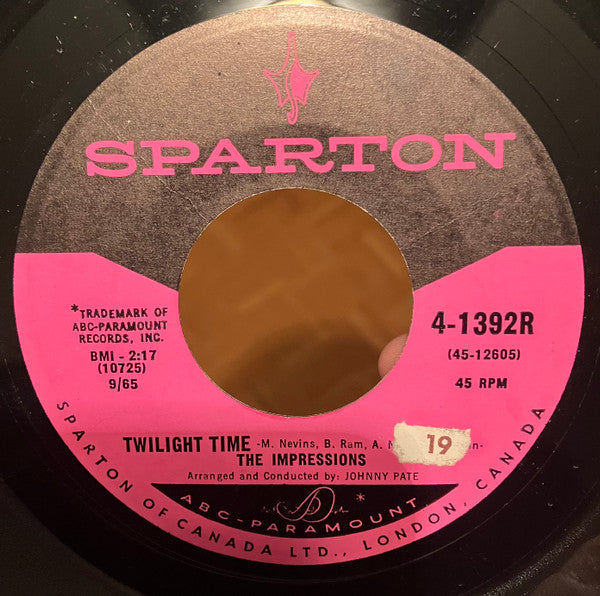 SPARTON
*TRADEMARK OF
ABC-PARAMOUNT
RECORDS, INC.
BMI - 2:17
(10725)
9/65
4-1392R
(45-12605)
45 RPM
TWILIGHT TIME -M. Nevins, B. Ram, A. 19
THE IMPRESSIONS
Arranged and Conducted by: JOHNNY PATE
ABC-PARAMOUNT *
SPARTON OF CANADA LTD., LONDON, CANADA